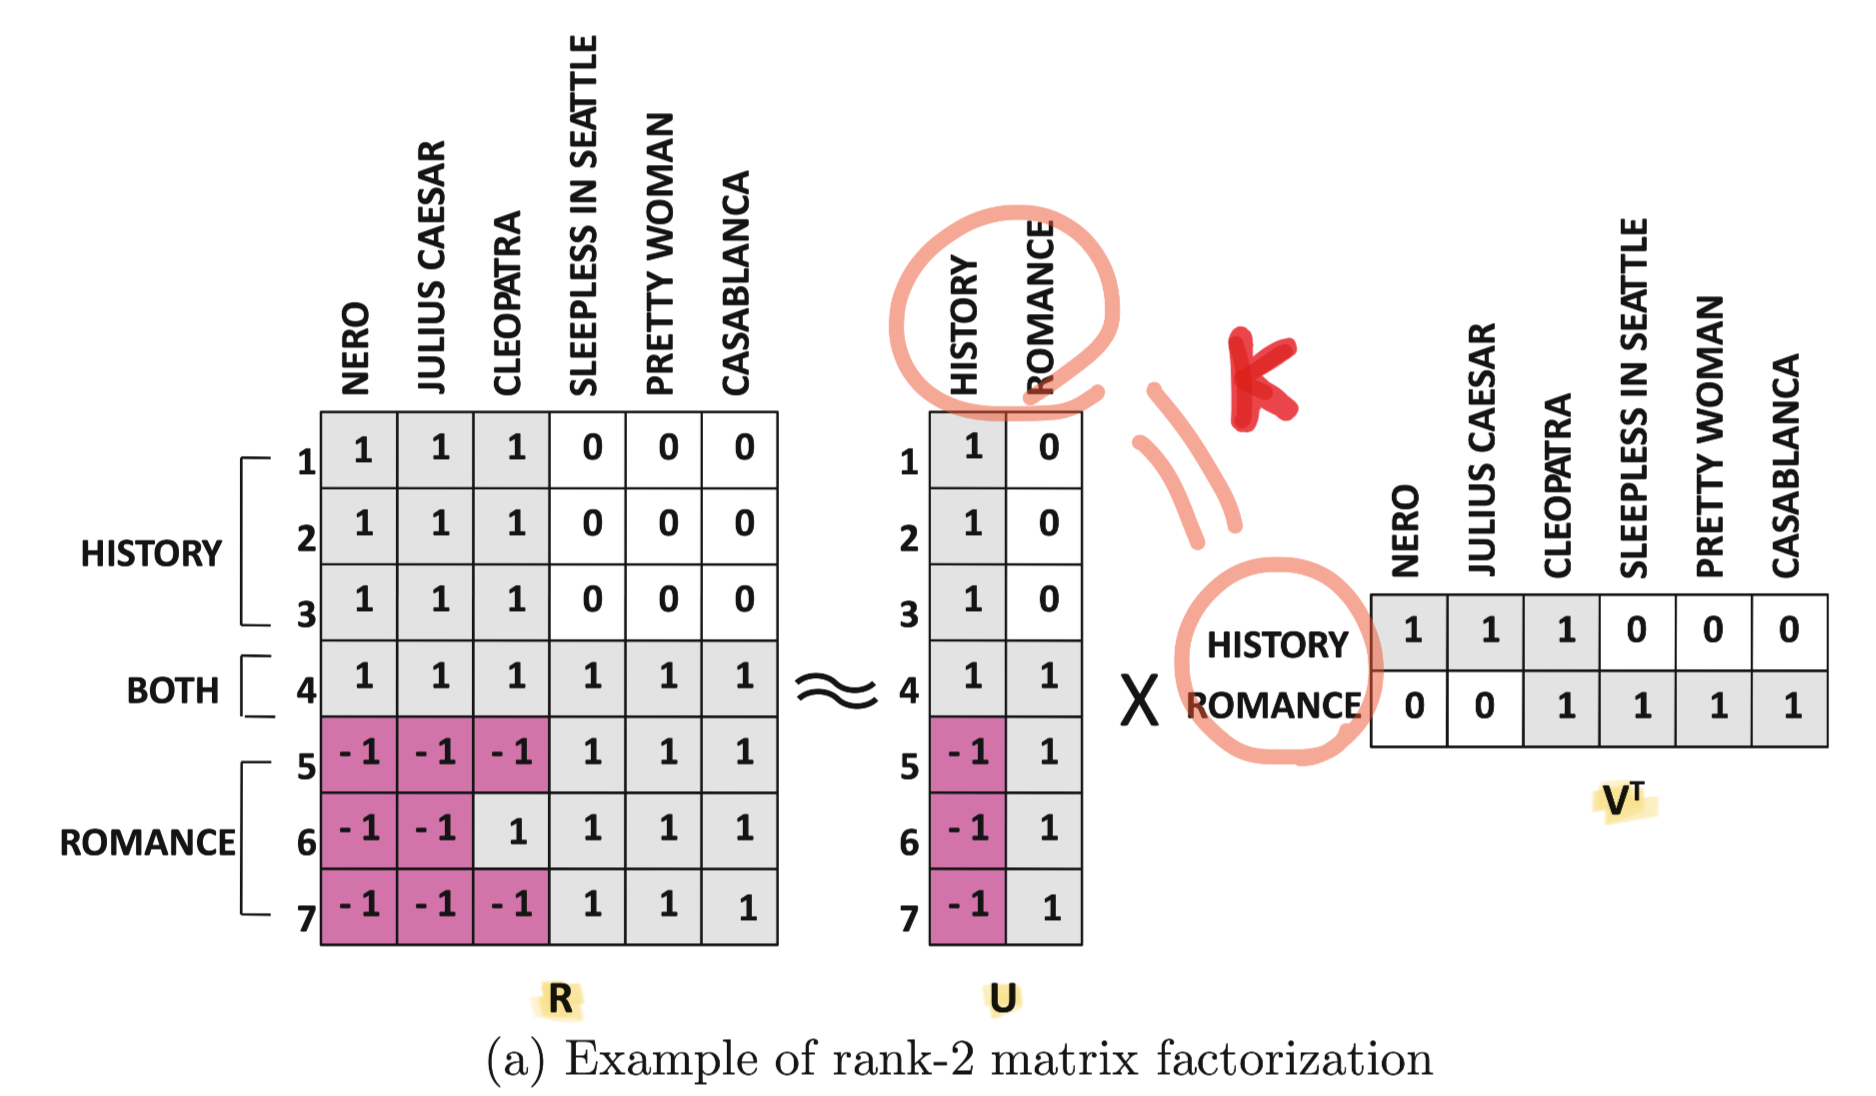 NERO JULIUS CAESAR CLEOPATRA SLEEPLESS IN SEATTLE PRETTY WOMAN CASABLANCA
1 1 1 1 0 0 0
2 1 1 1 0 0 0
3 1 1 1 0 0 0
4 1 1 1 1 1 1
5 -1 -1 -1 1 1 1
6 -1 -1 1 1 1 1
7 -1 -1 -1 1 1 1
HISTORY
BOTH
ROMANCE
R
≈
HISTORY ROMANCE
1 1 0
2 1 0
3 1 0
4 1 1
5 -1 1
6 -1 1
7 -1 1
U
K
X
NERO JULIUS CAESAR CLEOPATRA SLEEPLESS IN SEATTLE PRETTY WOMAN CASABLANCA
HISTORY 1 1 1 0 0 0
ROMANCE 0 0 1 1 1 1
V^T
(a) Example of rank-2 matrix factorization